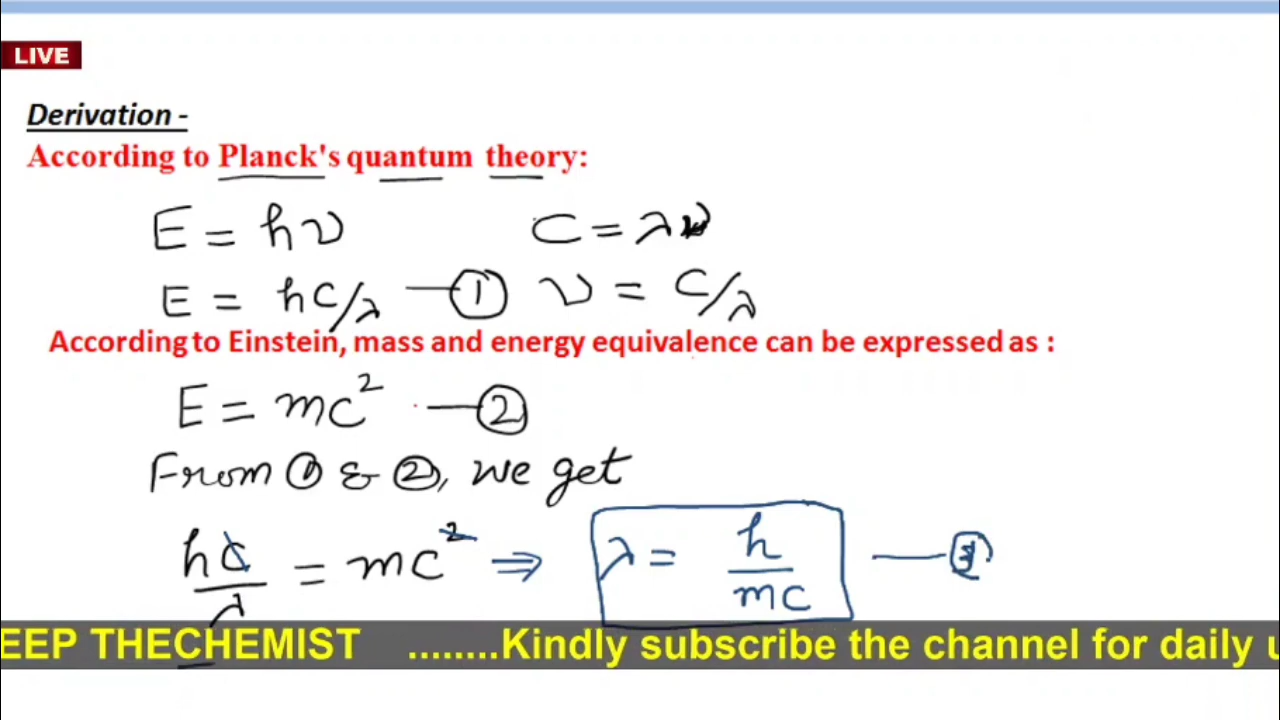 LIVE
Derivation -
According to Planck's quantum theory:
E = hν C = λν
E = hc/λ —① ν = C/λ
According to Einstein, mass and energy equivalence can be expressed as :
E = mc² —②
From ① & ②, we get
hc/λ = mc² ⇒ λ = h/mc —③
EEP THECHEMIST ........Kindly subscribe the channel for daily u